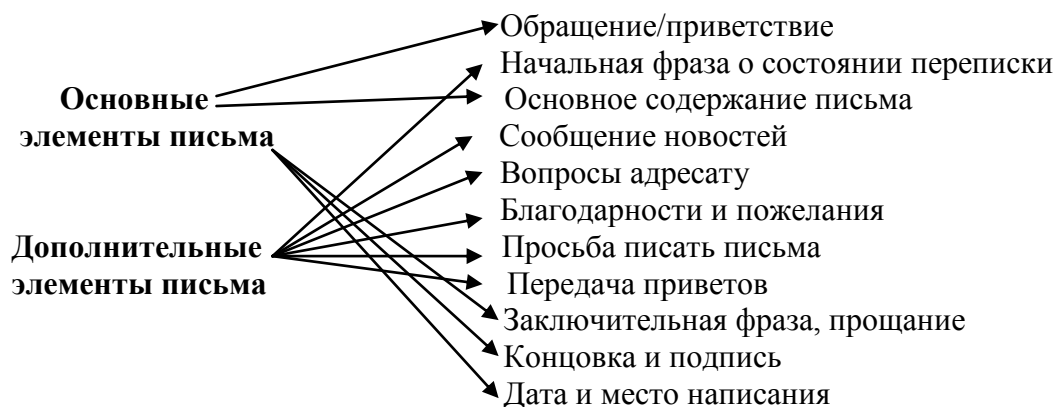 Основные
элементы письма
Дополнительные
элементы письма
Обращение/приветствие
Начальная фраза о состоянии переписки
Основное содержание письма
Сообщение новостей
Вопросы адресату
Благодарности и пожелания
Просьба писать письма
Передача приветов
Заключительная фраза, прощание
Концовка и подпись
Дата и место написания